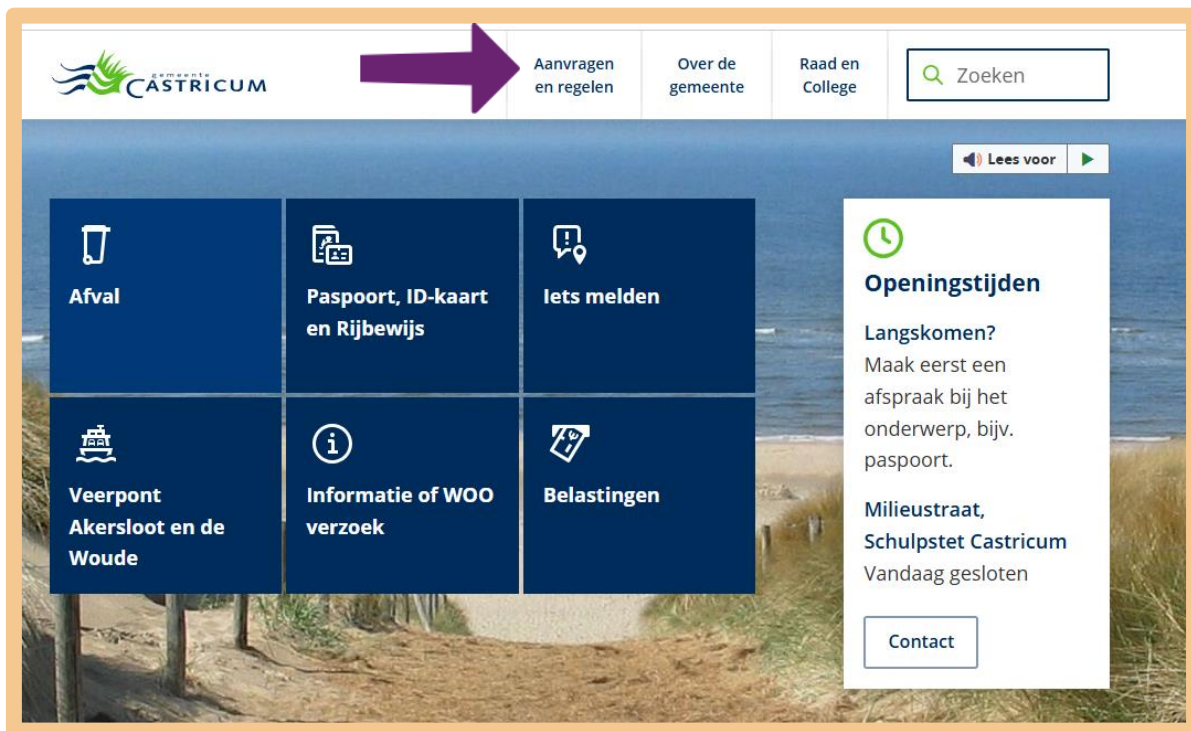 gemeente
CASTRICUM
Aanvragen
en regelen
Over de
gemeente
Raad en
College
Zoeken
Lees voor
Afval
Paspoort, ID-kaart
en Rijbewijs
Iets melden
Veerpont
Akersloot en de
Woude
Informatie of WOO
verzoek
Belastingen
Openingstijden
Langskomen?
Maak eerst een
afspraak bij het
onderwerp, bijv.
paspoort.
Milieustraat,
Schulpstet Castricum
Vandaag gesloten
Contact